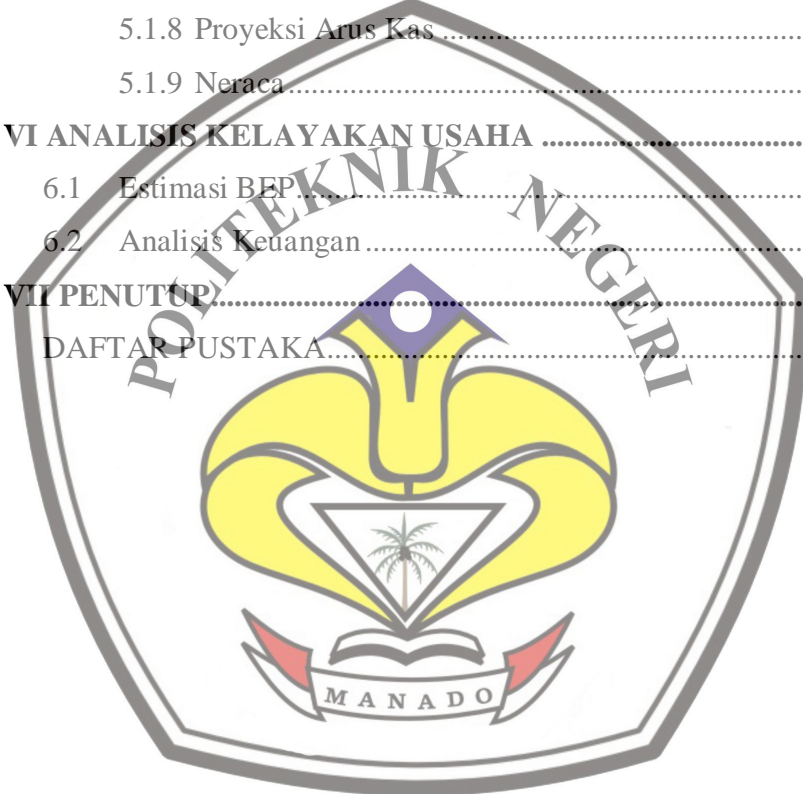 5.1.8 Proyeksi Arus Kas ..................................................
5.1.9 Neraca..................................................................
VI ANALISIS KELAYAKAN USAHA ..................................
6.1 Estimasi BEP................................................................
6.2 Analisis Keuangan.......................................................
VII PENUTUP.....................................................................
DAFTAR PUSTAKA...........................................................
POLITEKNIK NEGERI
MANADO